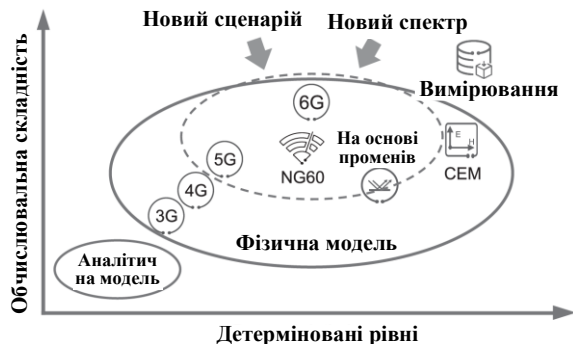 Новий сценарій
Новий спектр
Вимірювання
6G
На основі
променів
E
H
CEM
NG60
5G
4G
3G
Фізична модель
Аналітич
на модель
Обчислювальна складність
Детерміновані рівні